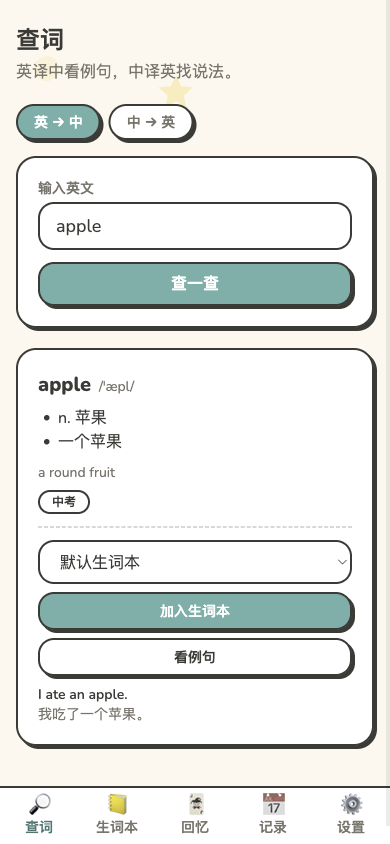 查词
英译中看例句，中译英找说法。
英 → 中 中 → 英
输入英文
apple
查一查
apple /ˈæpl/
• n. 苹果
• 一个苹果
a round fruit
中考
默认生词本
加入生词本
看例句
I ate an apple.
我吃了一个苹果。
17
查词 生词本 回忆 记录 设置